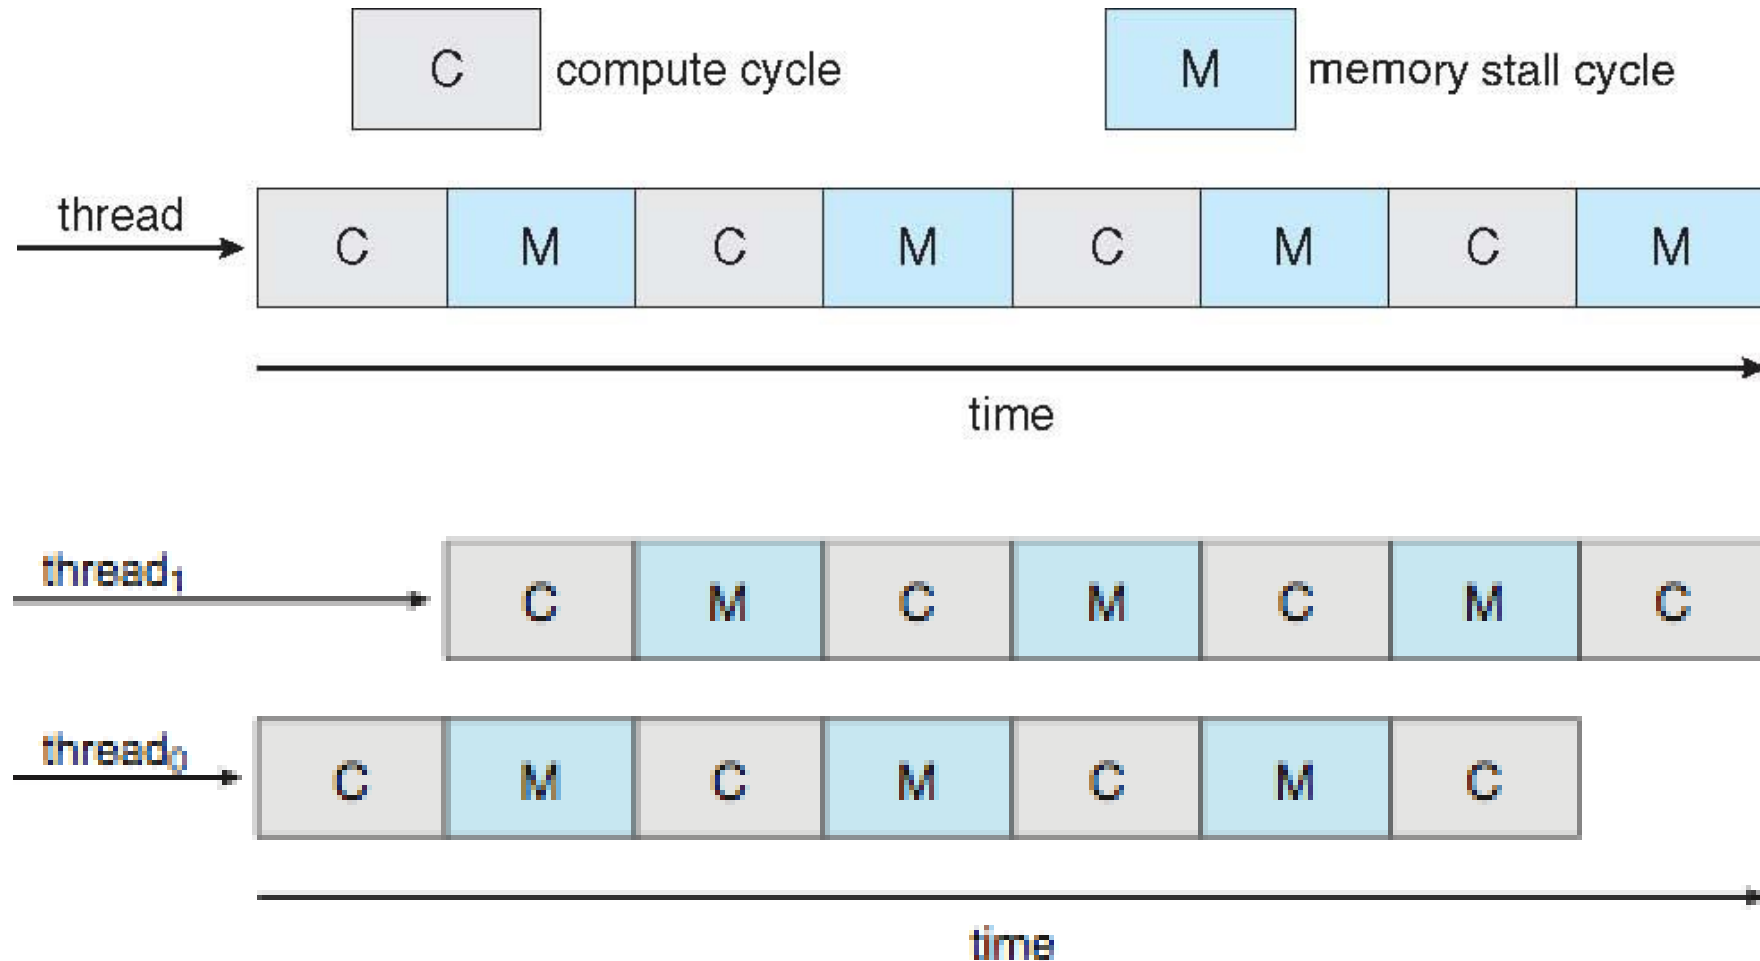 C compute cycle M memory stall cycle
thread C M C M C M C M
time
thread1 C M C M C M C
thread0 C M C M C M C
time